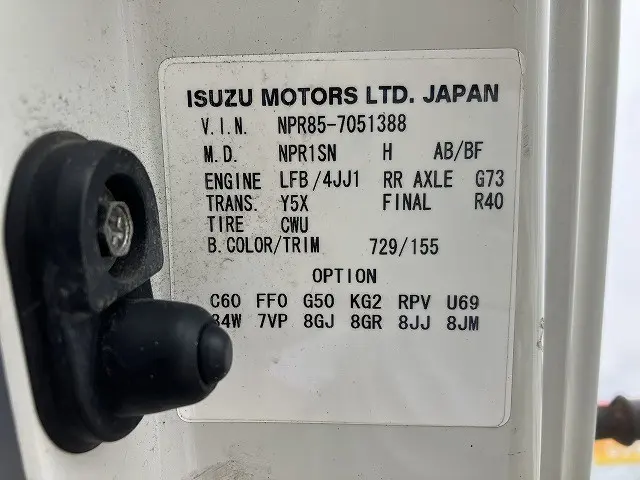 ISUZU MOTORS LTD. JAPAN
V.I.N. NPR85-7051388
M.D. NPR1SN H AB/BF
ENGINE LFB/4JJ1 RR AXLE G73
TRANS. Y5X FINAL R40
TIRE CWU
B.COLOR/TRIM 729/155
OPTION
C60 FF0 G50 KG2 RPV U69
7VP 8GJ 8GR 8JJ 8JM